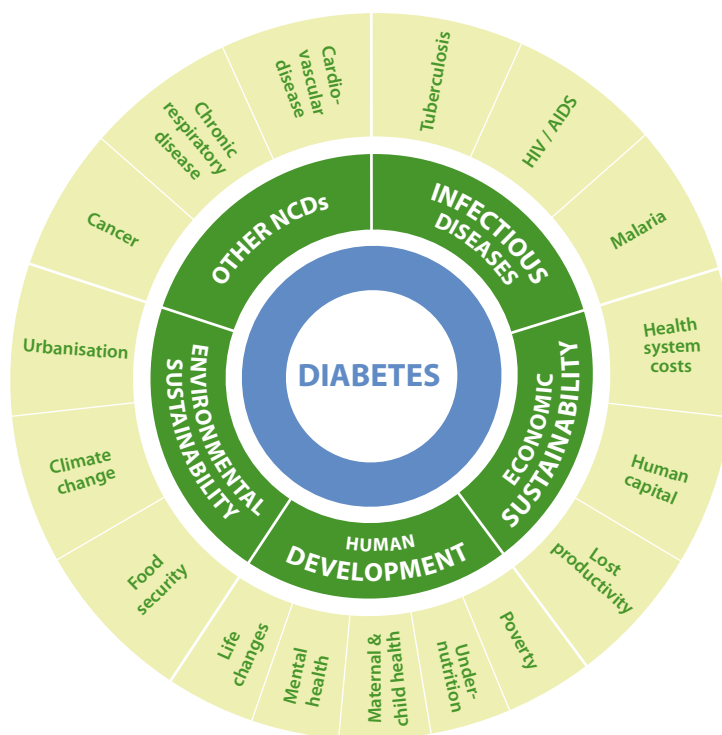 DIABETES
OTHER NCDs
INFECTIOUS
DISEASES
ECONOMIC
SUSTAINABILITY
HUMAN
DEVELOPMENT
ENVIRONMENTAL
SUSTAINABILITY
Cardio-
vascular
disease
Tuberculosis
HIV / AIDS
Malaria
Health
system
costs
Human
capital
Lost
productivity
Poverty
Under-
nutrition
Maternal &
child health
Mental
health
Life
changes
Food
security
Climate
change
Urbanisation
Cancer
Chronic
respiratory
disease